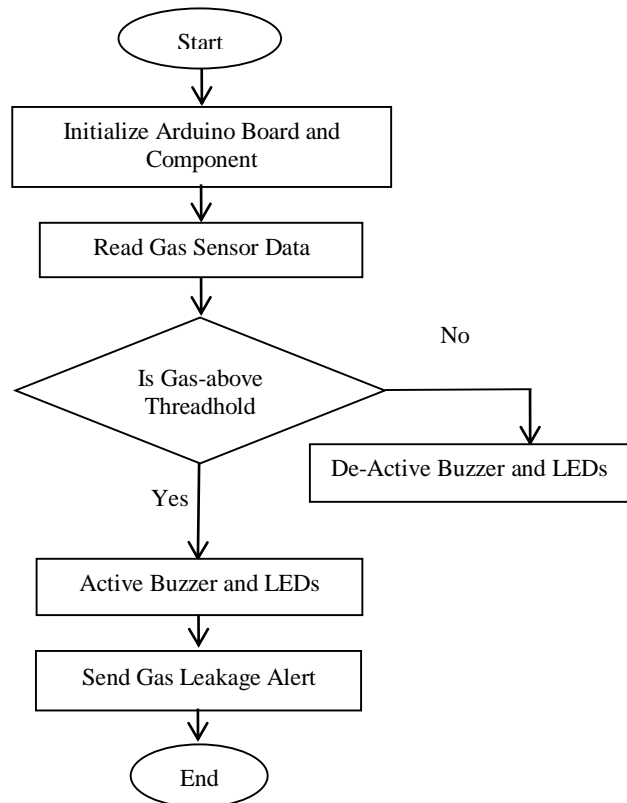 Start
Initialize Arduino Board and
Component
Read Gas Sensor Data
Is Gas-above
Threadhold
No
De-Active Buzzer and LEDs
Yes
Active Buzzer and LEDs
Send Gas Leakage Alert
End